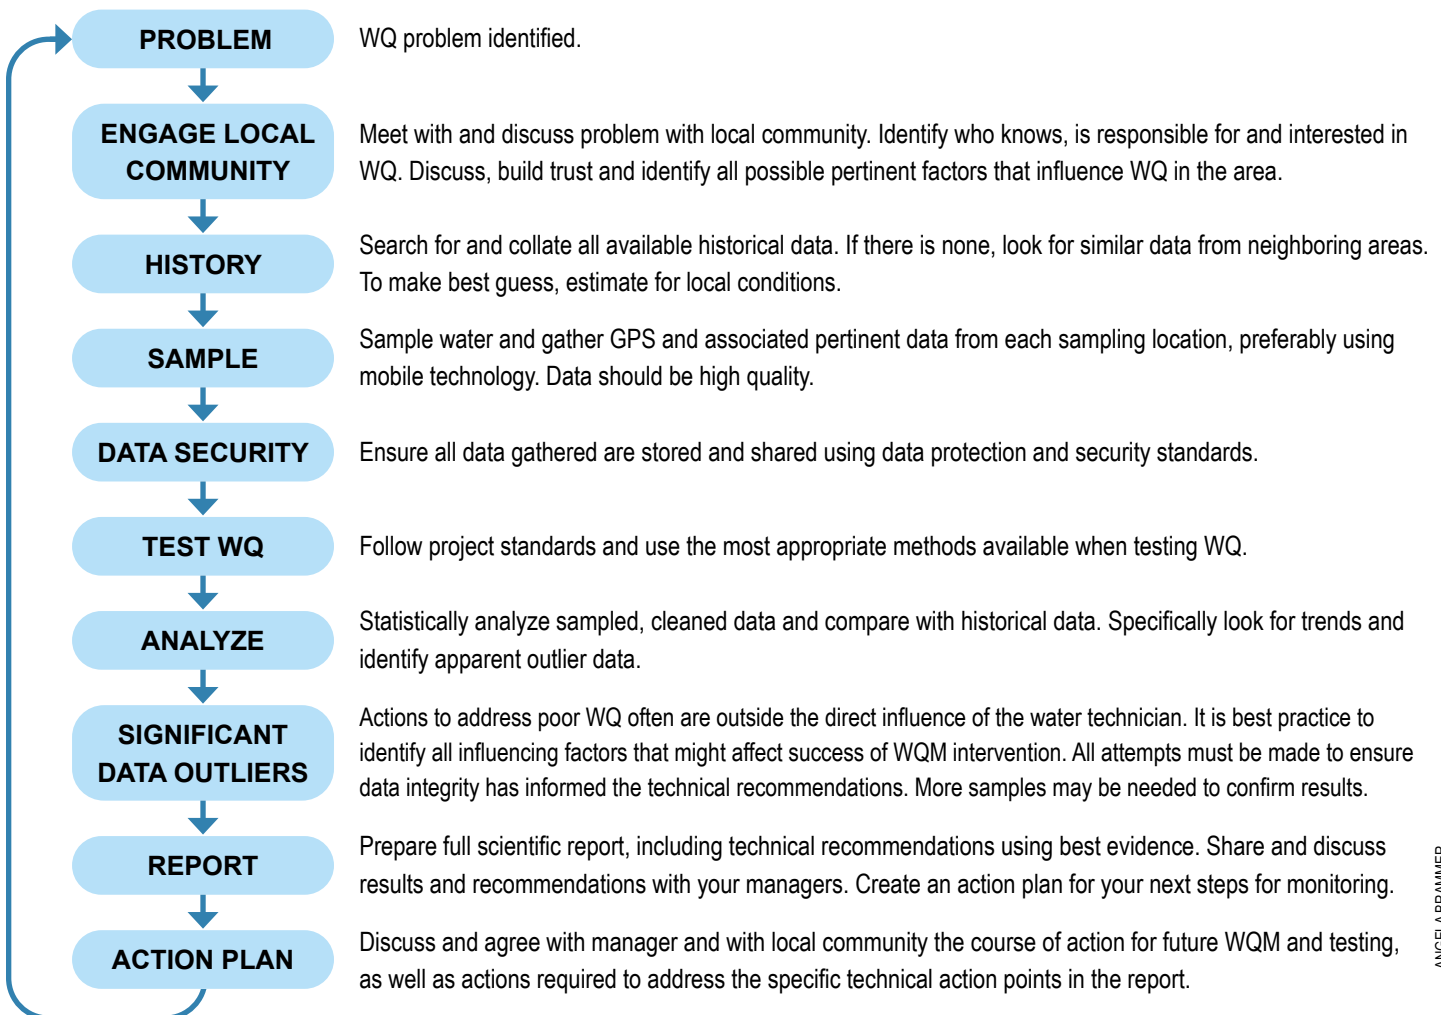 PROBLEM
WQ problem identified.
ENGAGE LOCAL
COMMUNITY
Meet with and discuss problem with local community. Identify who knows, is responsible for and interested in
WQ. Discuss, build trust and identify all possible pertinent factors that influence WQ in the area.
HISTORY
Search for and collate all available historical data. If there is none, look for similar data from neighboring areas.
To make best guess, estimate for local conditions.
SAMPLE
Sample water and gather GPS and associated pertinent data from each sampling location, preferably using
mobile technology. Data should be high quality.
DATA SECURITY
Ensure all data gathered are stored and shared using data protection and security standards.
TEST WQ
Follow project standards and use the most appropriate methods available when testing WQ.
ANALYZE
Statistically analyze sampled, cleaned data and compare with historical data. Specifically look for trends and
identify apparent outlier data.
SIGNIFICANT
DATA OUTLIERS
Actions to address poor WQ often are outside the direct influence of the water technician. It is best practice to
identify all influencing factors that might affect success of WQM intervention. All attempts must be made to ensure
data integrity has informed the technical recommendations. More samples may be needed to confirm results.
REPORT
Prepare full scientific report, including technical recommendations using best evidence. Share and discuss
results and recommendations with your managers. Create an action plan for your next steps for monitoring.
ACTION PLAN
Discuss and agree with manager and with local community the course of action for future WQM and testing,
as well as actions required to address the specific technical action points in the report.
ANGELA BRAMMER